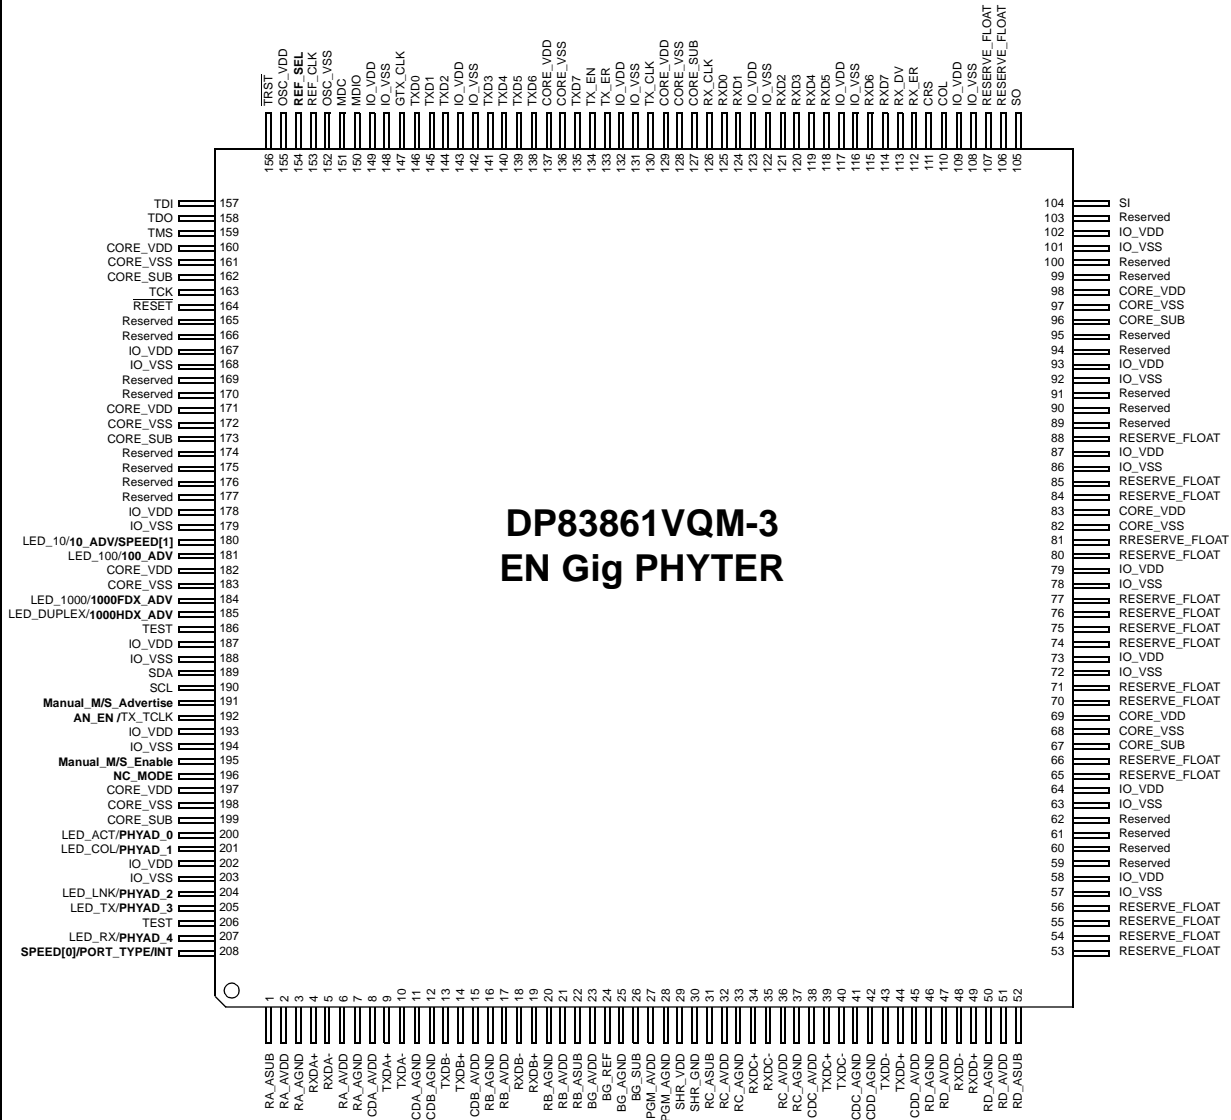 TRST
OSC_VDD
REF_SEL
REF_CLK
OSC_VSS
MDC
MDIO
IO_VDD
IO_VSS
GTX_CLK
TXD0
TXD1
TXD2
IO_VDD
IO_VSS
TXD3
TXD4
TXD5
TXD6
CORE_VDD
CORE_VSS
TXD7
TX_EN
TX_ER
IO_VDD
IO_VSS
TX_CLK
CORE_VDD
CORE_VSS
CORE_SUB
RX_CLK
RXD0
RXD1
IO_VDD
IO_VSS
RXD2
RXD3
RXD4
RXD5
IO_VDD
IO_VSS
RXD6
RXD7
RX_DV
RX_ER
CRS
COL
IO_VDD
IO_VSS
RESERVE_FLOAT
RESERVE_FLOAT
SO
156
155
154
153
152
151
150
149
148
147
146
145
144
143
142
141
140
139
138
137
136
135
134
133
132
131
130
129
128
127
126
125
124
123
122
121
120
119
118
117
116
115
114
113
112
111
110
109
108
107
106
105
TDI 157
TDO 158
TMS 159
CORE_VDD 160
CORE_VSS 161
CORE_SUB 162
TCK 163
RESET 164
Reserved 165
Reserved 166
IO_VDD 167
IO_VSS 168
Reserved 169
Reserved 170
CORE_VDD 171
CORE_VSS 172
CORE_SUB 173
Reserved 174
Reserved 175
Reserved 176
Reserved 177
IO_VDD 178
IO_VSS 179
LED_10/10_ADV/SPEED[1] 180
LED_100/100_ADV 181
CORE_VDD 182
CORE_VSS 183
LED_1000/1000FDX_ADV 184
LED_DUPLEX/1000HDX_ADV 185
TEST 186
IO_VDD 187
IO_VSS 188
SDA 189
SCL 190
Manual_M/S_Advertise 191
AN_EN /TX_TCLK 192
IO_VDD 193
IO_VSS 194
Manual_M/S_Enable 195
NC_MODE 196
CORE_VDD 197
CORE_VSS 198
CORE_SUB 199
LED_ACT/PHYAD_0 200
LED_COL/PHYAD_1 201
IO_VDD 202
IO_VSS 203
LED_LNK/PHYAD_2 204
LED_TX/PHYAD_3 205
TEST 206
LED_RX/PHYAD_4 207
SPEED[0]/PORT_TYPE/INT 208
DP83861VQM-3
EN Gig PHYTER
104 SI
103 Reserved
102 IO_VDD
101 IO_VSS
100 Reserved
99 Reserved
98 CORE_VDD
97 CORE_VSS
96 CORE_SUB
95 Reserved
94 Reserved
93 IO_VDD
92 IO_VSS
91 Reserved
90 Reserved
89 Reserved
88 RESERVE_FLOAT
87 IO_VDD
86 IO_VSS
85 RESERVE_FLOAT
84 RESERVE_FLOAT
83 CORE_VDD
82 CORE_VSS
81 RRESERVE_FLOAT
80 RESERVE_FLOAT
79 IO_VDD
78 IO_VSS
77 RESERVE_FLOAT
76 RESERVE_FLOAT
75 RESERVE_FLOAT
74 RESERVE_FLOAT
73 IO_VDD
72 IO_VSS
71 RESERVE_FLOAT
70 RESERVE_FLOAT
69 CORE_VDD
68 CORE_VSS
67 CORE_SUB
66 RESERVE_FLOAT
65 RESERVE_FLOAT
64 IO_VDD
63 IO_VSS
62 Reserved
61 Reserved
60 Reserved
59 Reserved
58 IO_VDD
57 IO_VSS
56 RESERVE_FLOAT
55 RESERVE_FLOAT
54 RESERVE_FLOAT
53 RESERVE_FLOAT
1
2
3
4
5
6
7
8
9
10
11
12
13
14
15
16
17
18
19
20
21
22
23
24
25
26
27
28
29
30
31
32
33
34
35
36
37
38
39
40
41
42
43
44
45
46
47
48
49
50
51
52
RA_ASUB
RA_AVDD
RA_AGND
RXDA+
RXDA-
RA_AVDD
RA_AGND
CDA_AVDD
TXDA+
TXDA-
CDA_AGND
CDB_AGND
TXDB-
TXDB+
CDB_AVDD
RB_AGND
RB_AVDD
RXDB-
RXDB+
RB_AGND
RB_AVDD
RB_ASUB
BG_AVDD
BG_REF
BG_AGND
BG_SUB
PGM_AVDD
PGM_AGND
SHR_VDD
SHR_GND
RC_ASUB
RC_AVDD
RC_AGND
RXDC+
RXDC-
RC_AVDD
RC_AGND
CDC_AVDD
TXDC+
TXDC-
CDC_AGND
CDD_AGND
TXDD-
TXDD+
CDD_AVDD
RD_AGND
RD_AVDD
RXDD-
RXDD+
RD_AGND
RD_AVDD
RD_ASUB